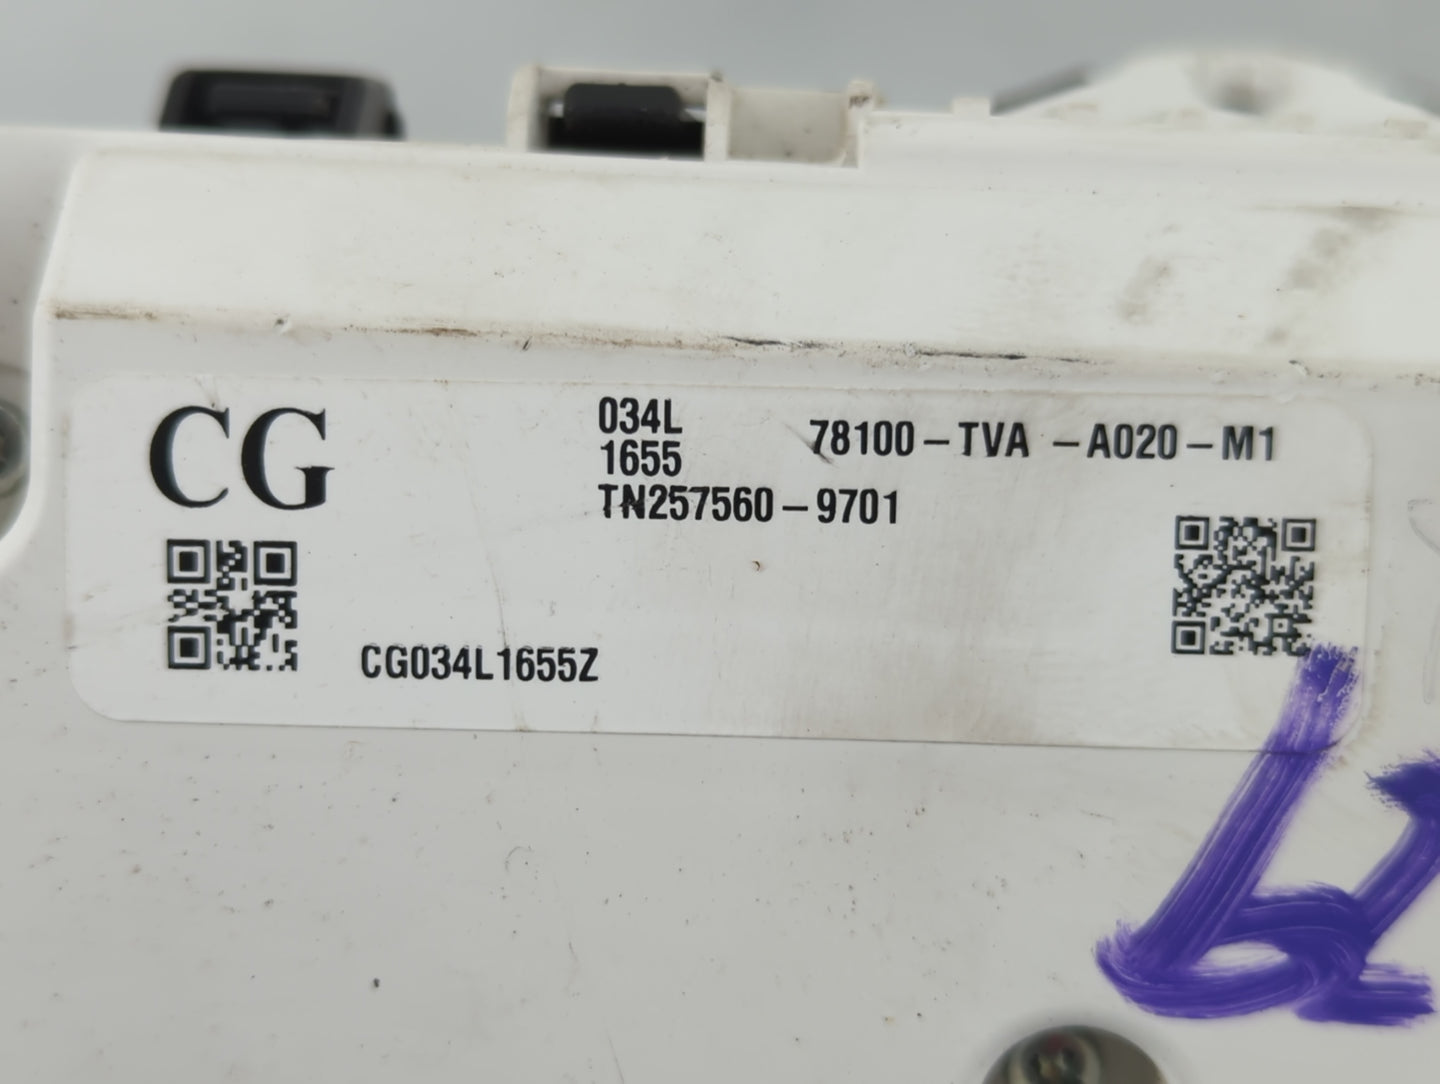 CG
034L
1655
78100-TVA-A020-M1
TN257560-9701
CG034L1655Z